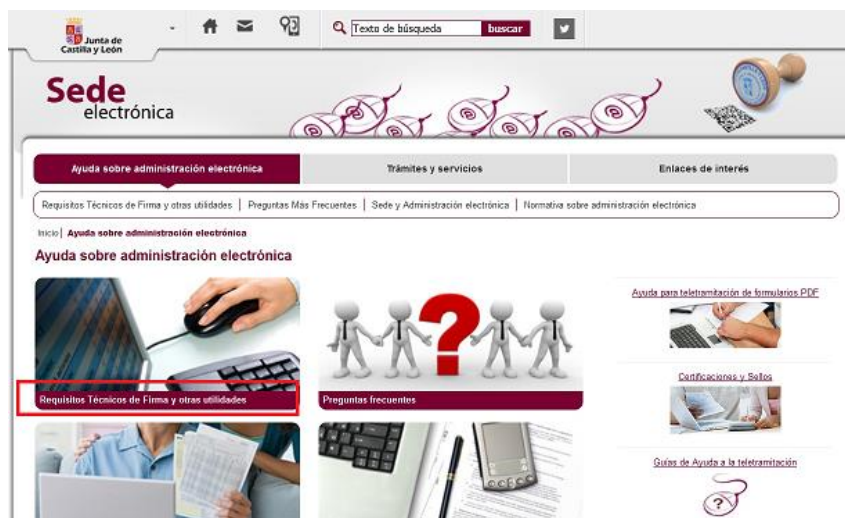 Junta de
Castilla y León
Texto de búsqueda
buscar
Sede
electrónica
Ayuda sobre administración electrónica
Trámites y servicios
Enlaces de interés
Requisitos Técnicos de Firma y otras utilidades | Preguntas Más Frecuentes | Sede y Administración electrónica | Normativa sobre administración electrónica
Inicio | Ayuda sobre administración electrónica
Ayuda sobre administración electrónica
Requisitos Técnicos de Firma y otras utilidades
Preguntas frecuentes
Ayuda para teletramitación de formularios PDF
Certificaciones y Sellos
Guías de Ayuda a la teletramitación